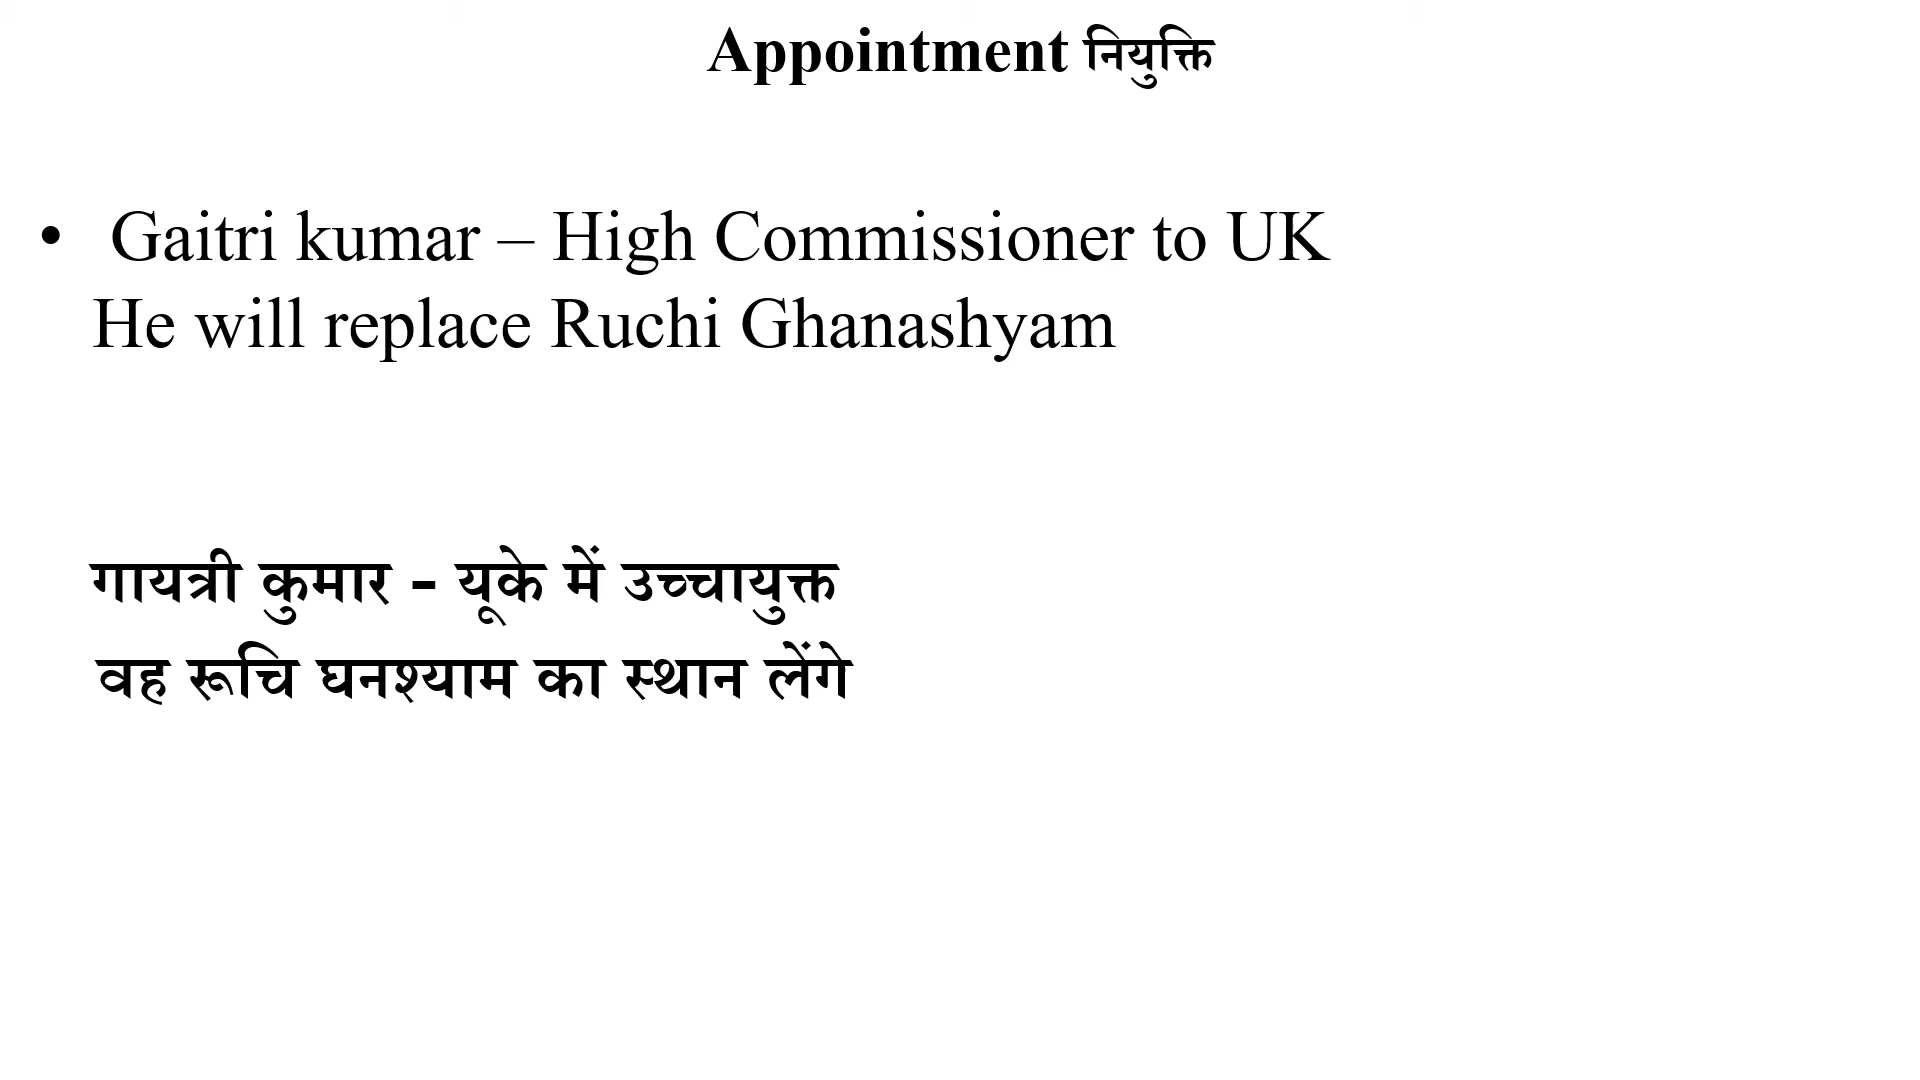 Appointment नियुक्ति
• Gaitri kumar – High Commissioner to UK
He will replace Ruchi Ghanashyam
गायत्री कुमार - यूके में उच्चायुक्त
वह रूचि घनश्याम का स्थान लेंगे